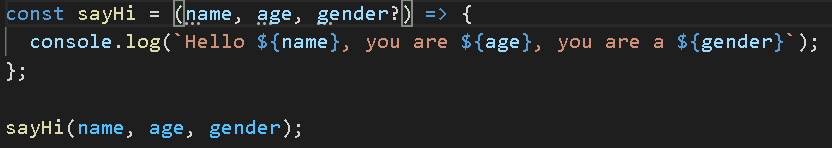 const sayHi = (name, age, gender?) => {
  console.log(`Hello ${name}, you are ${age}, you are a ${gender}`);
};
sayHi(name, age, gender);